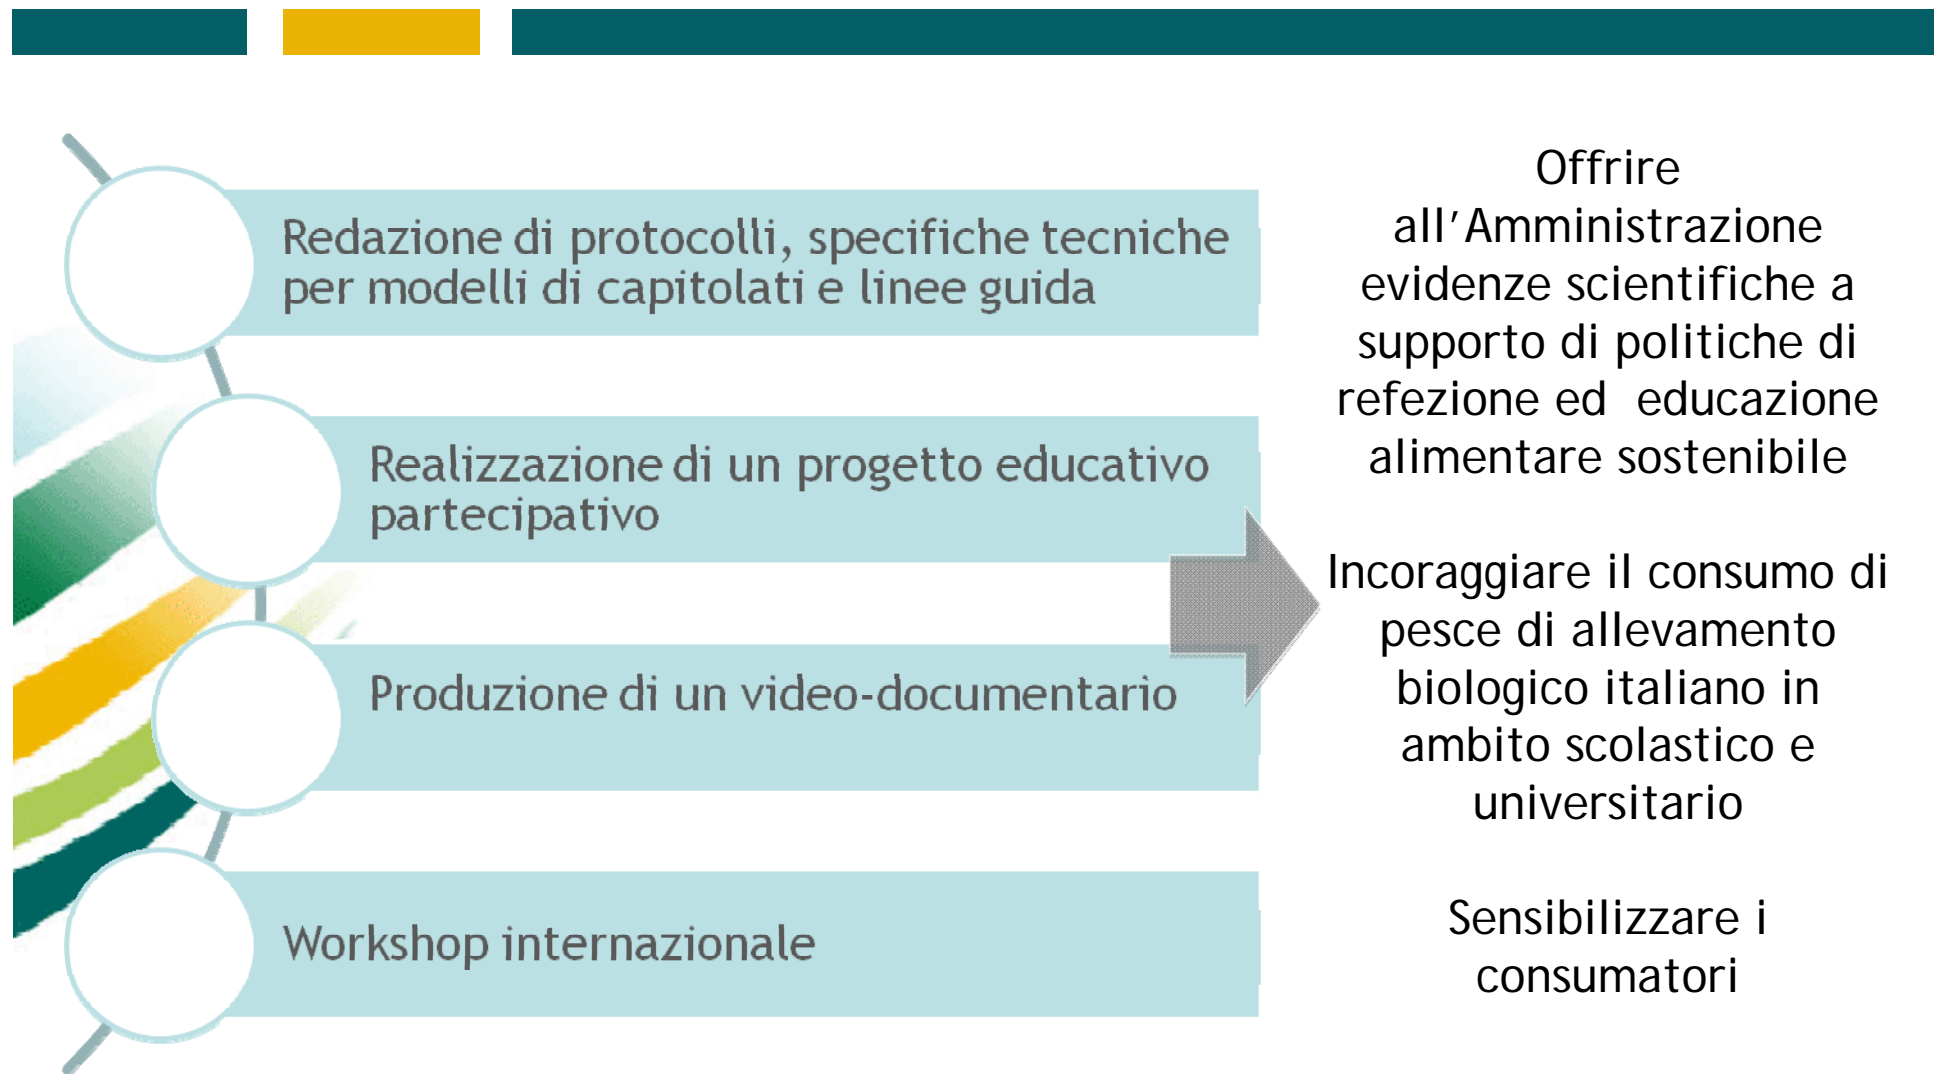 Redazione di protocolli, specifiche tecniche
per modelli di capitolati e linee guida
Realizzazione di un progetto educativo
partecipativo
Produzione di un video-documentario
Workshop internazionale
Offrire
all’Amministrazione
evidenze scientifiche a
supporto di politiche di
refezione ed  educazione
alimentare sostenibile
Incoraggiare il consumo di
pesce di allevamento
biologico italiano in
ambito scolastico e
universitario
Sensibilizzare i
consumatori